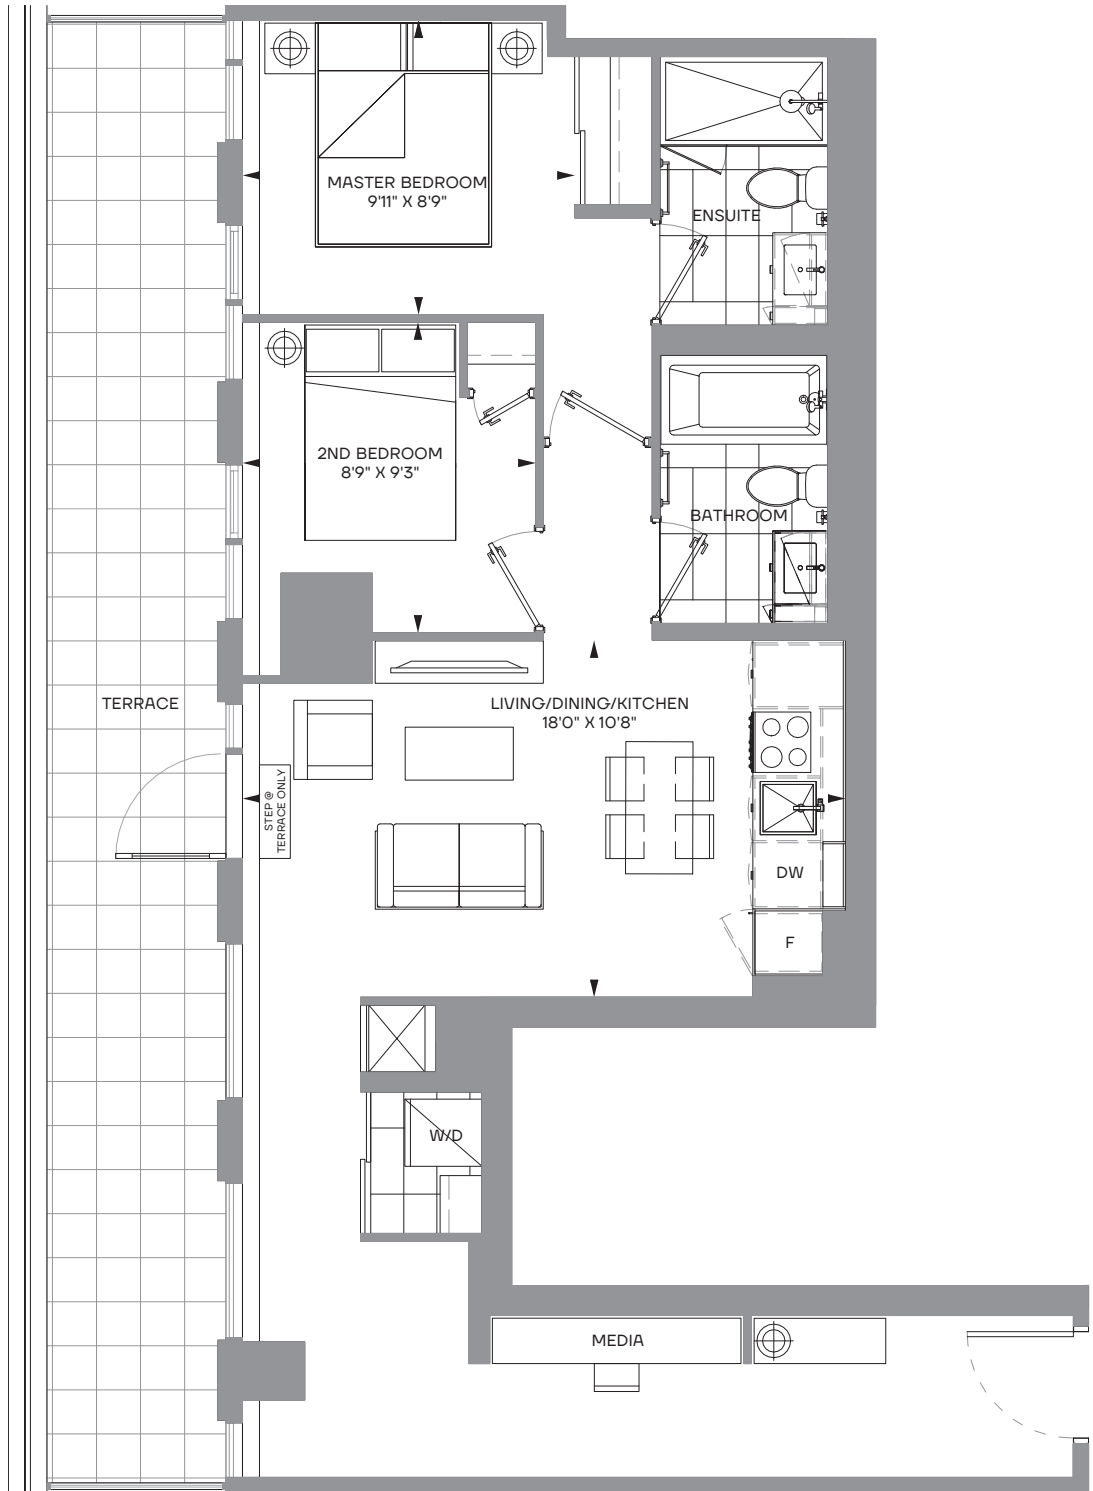 MASTER BEDROOM
9'11" X 8'9"
ENSUITE
2ND BEDROOM
8'9" X 9'3"
BATHROOM
TERRACE
LIVING/DINING/KITCHEN
18'0" X 10'8"
STEP @
TERRACE ONLY
DW
F
W/D
MEDIA